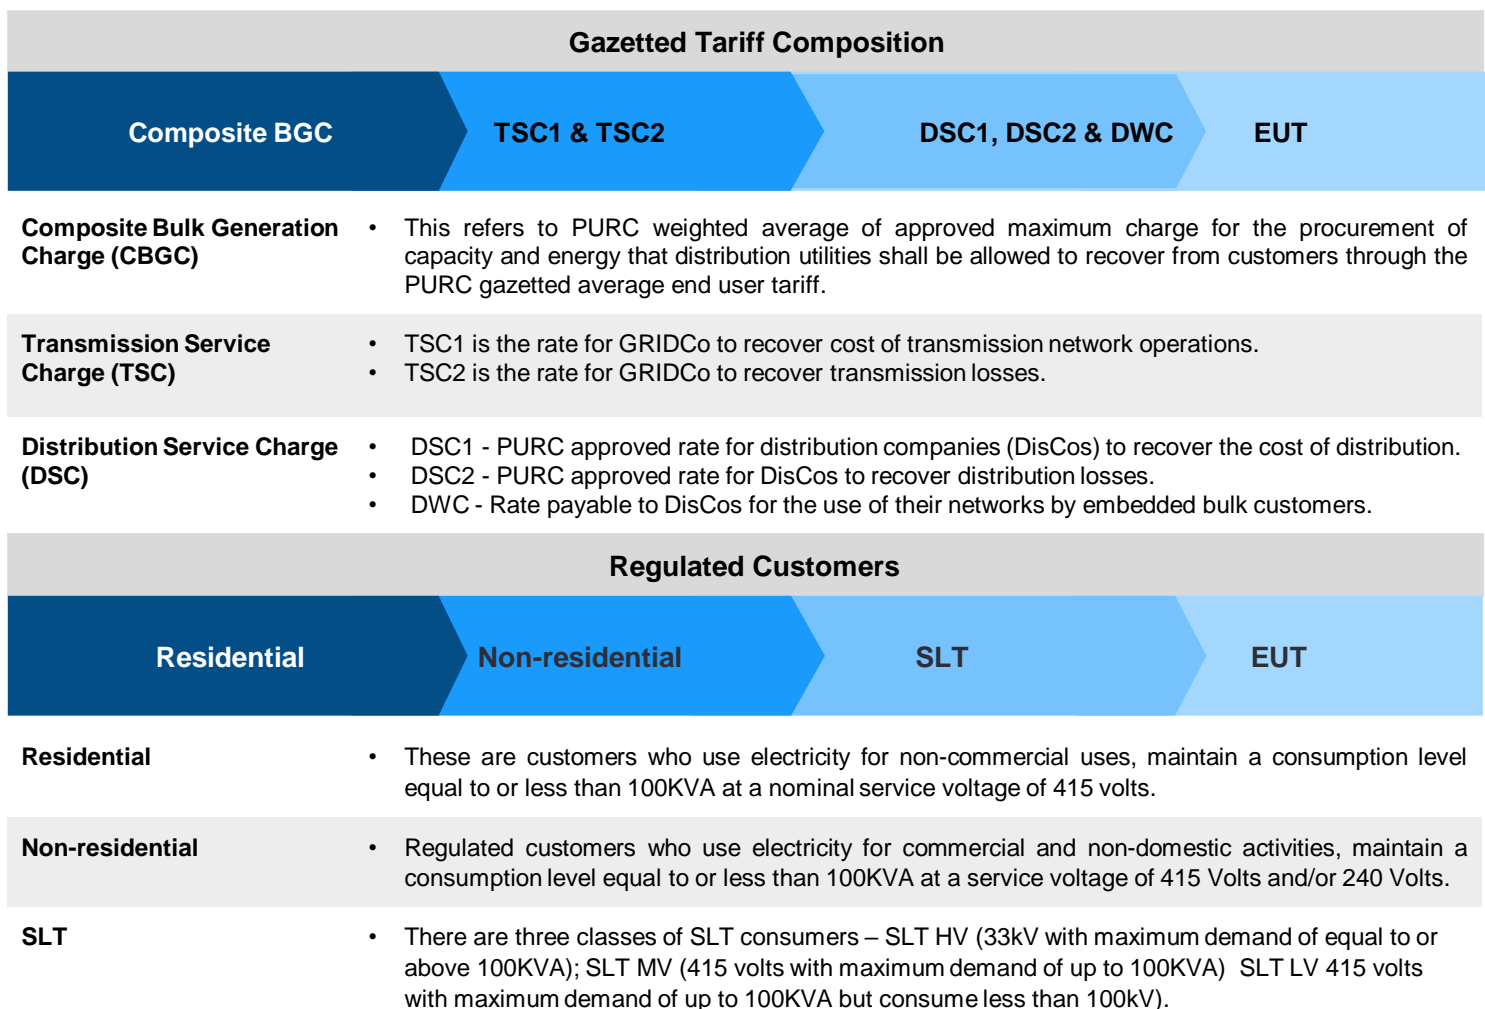 Gazetted Tariff Composition
Composite BGC
TSC1 & TSC2
DSC1, DSC2 & DWC
EUT
Composite Bulk Generation
Charge (CBGC)
• This refers to PURC weighted average of approved maximum charge for the procurement of
capacity and energy that distribution utilities shall be allowed to recover from customers through the
PURC gazetted average end user tariff.
Transmission Service
Charge (TSC)
• TSC1 is the rate for GRIDCo to recover cost of transmission network operations.
• TSC2 is the rate for GRIDCo to recover transmission losses.
Distribution Service Charge
(DSC)
• DSC1 - PURC approved rate for distribution companies (DisCos) to recover the cost of distribution.
• DSC2 - PURC approved rate for DisCos to recover distribution losses.
• DWC - Rate payable to DisCos for the use of their networks by embedded bulk customers.
Regulated Customers
Residential
Non-residential
SLT
EUT
Residential
• These are customers who use electricity for non-commercial uses, maintain a consumption level
equal to or less than 100KVA at a nominal service voltage of 415 volts.
Non-residential
• Regulated customers who use electricity for commercial and non-domestic activities, maintain a
consumption level equal to or less than 100KVA at a service voltage of 415 Volts and/or 240 Volts.
SLT
• There are three classes of SLT consumers – SLT HV (33kV with maximum demand of equal to or
above 100KVA); SLT MV (415 volts with maximum demand of up to 100KVA) SLT LV 415 volts
with maximum demand of up to 100KVA but consume less than 100kV).